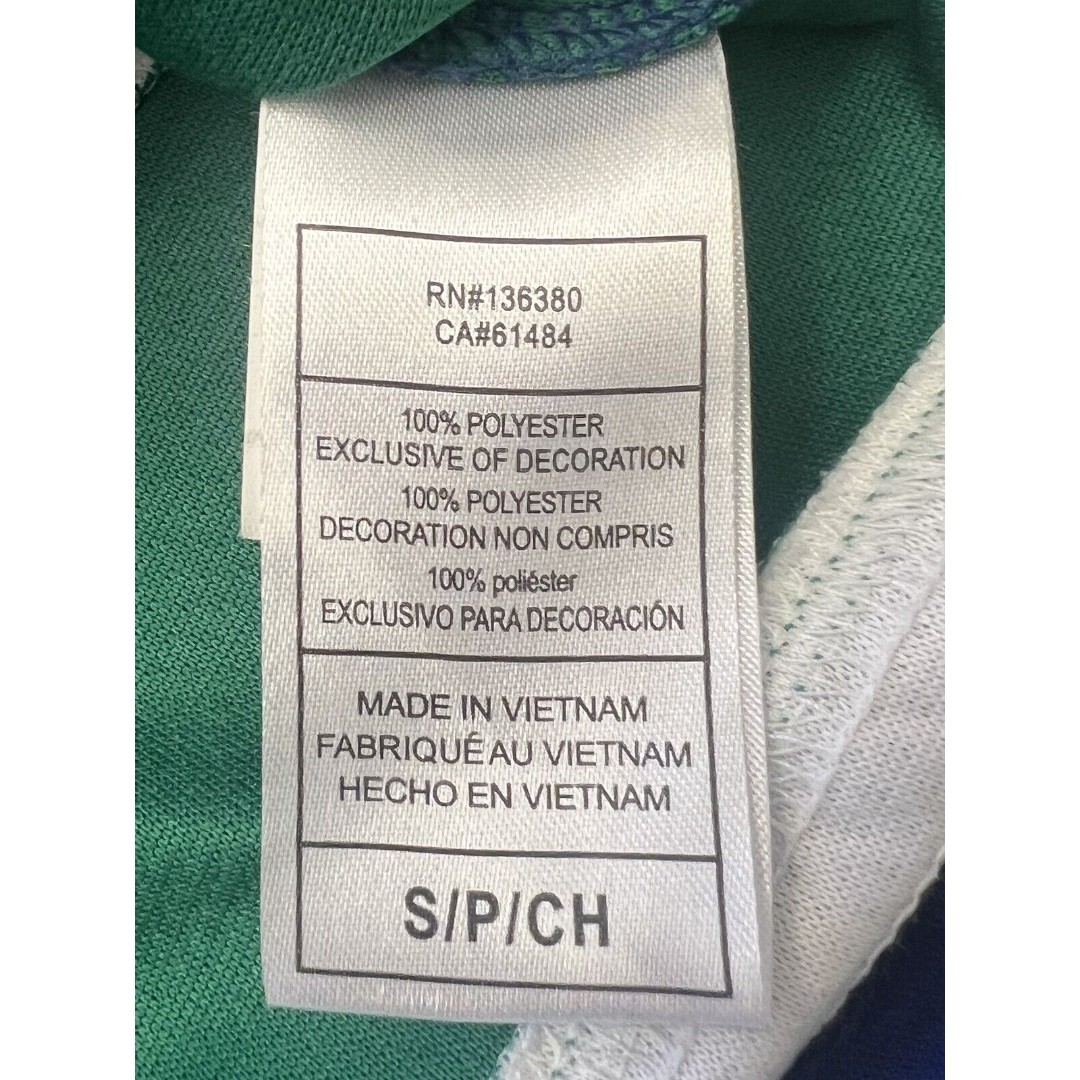 RN#136380
CA#61484
100% POLYESTER
EXCLUSIVE OF DECORATION
100% POLYESTER
DECORATION NON COMPRIS
100% poliéster
EXCLUSIVO PARA DECORACIÓN
MADE IN VIETNAM
FABRIQUÉ AU VIETNAM
HECHO EN VIETNAM
S/P/CH